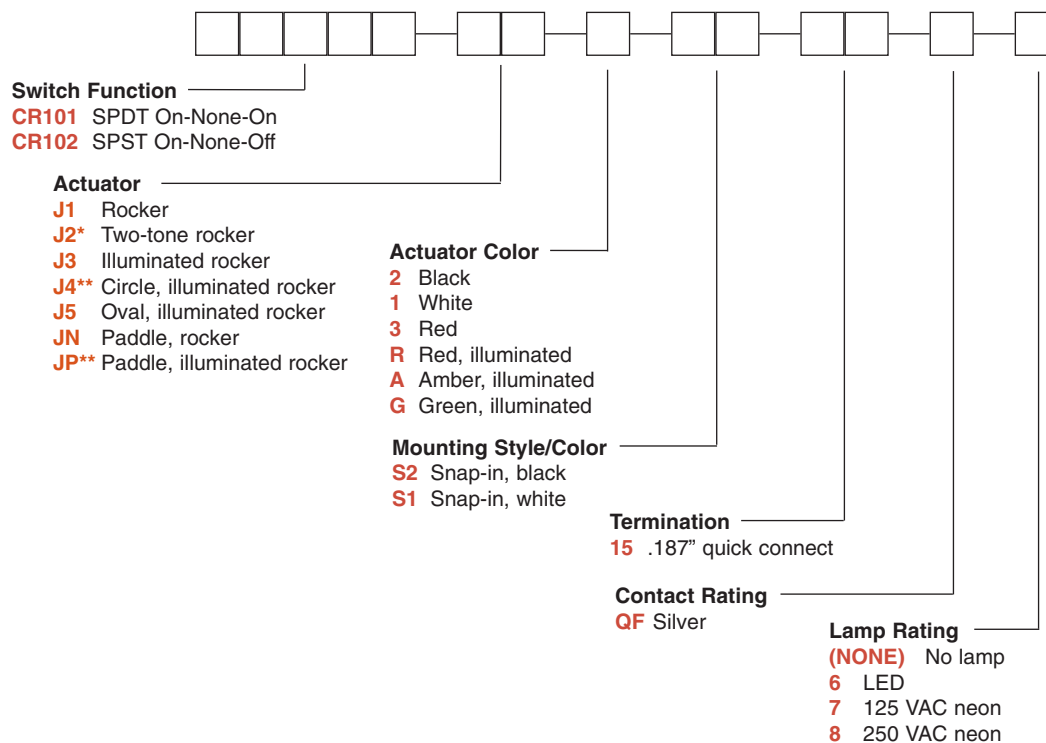 Switch Function
CR101 SPDT On-None-On
CR102 SPST On-None-Off
Actuator
J1 Rocker
J2* Two-tone rocker
J3 Illuminated rocker
J4** Circle, illuminated rocker
J5 Oval, illuminated rocker
JN Paddle, rocker
JP** Paddle, illuminated rocker
Actuator Color
2 Black
1 White
3 Red
R Red, illuminated
A Amber, illuminated
G Green, illuminated
Mounting Style/Color
S2 Snap-in, black
S1 Snap-in, white
Termination
15 .187” quick connect
Contact Rating
QF Silver
Lamp Rating
(NONE) No lamp
6 LED
7 125 VAC neon
8 250 VAC neon